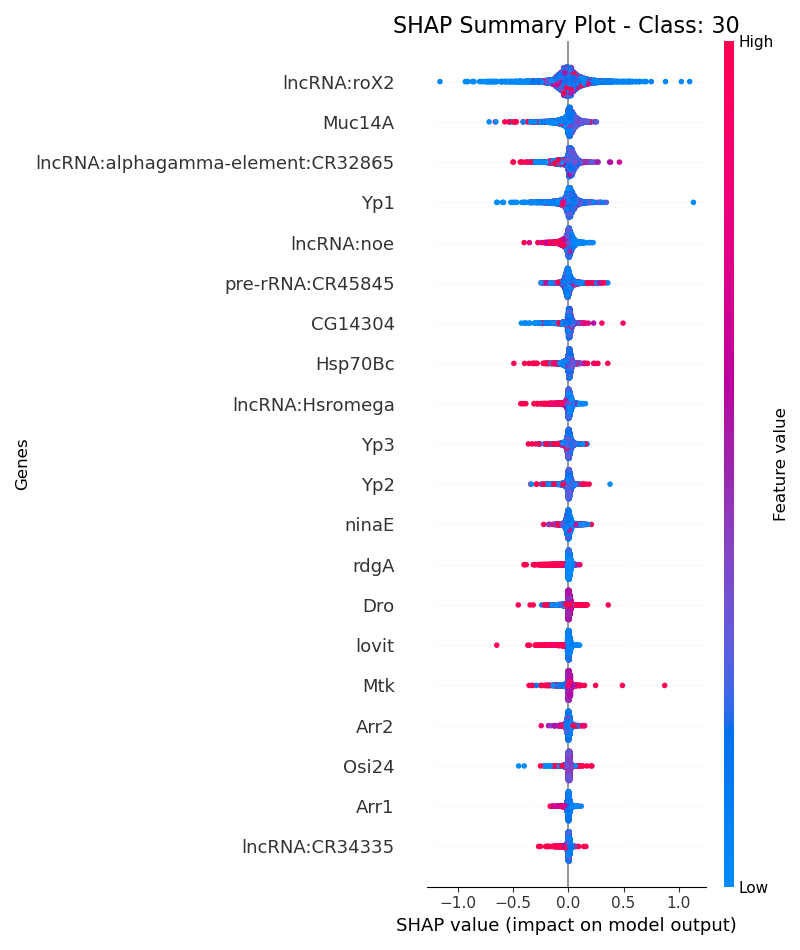 SHAP Summary Plot - Class: 30
High
lncRNA:roX2
Muc14A
lncRNA:alphagamma-element:CR32865
Yp1
lncRNA:noe
pre-rRNA:CR45845
CG14304
Hsp70Bc
lncRNA:Hsromega
Yp3
Yp2
ninaE
rdgA
Dro
lovit
Mtk
Arr2
Osi24
Arr1
lncRNA:CR34335
Genes
Feature value
Low
−1.0 −0.5 0.0 0.5 1.0
SHAP value (impact on model output)